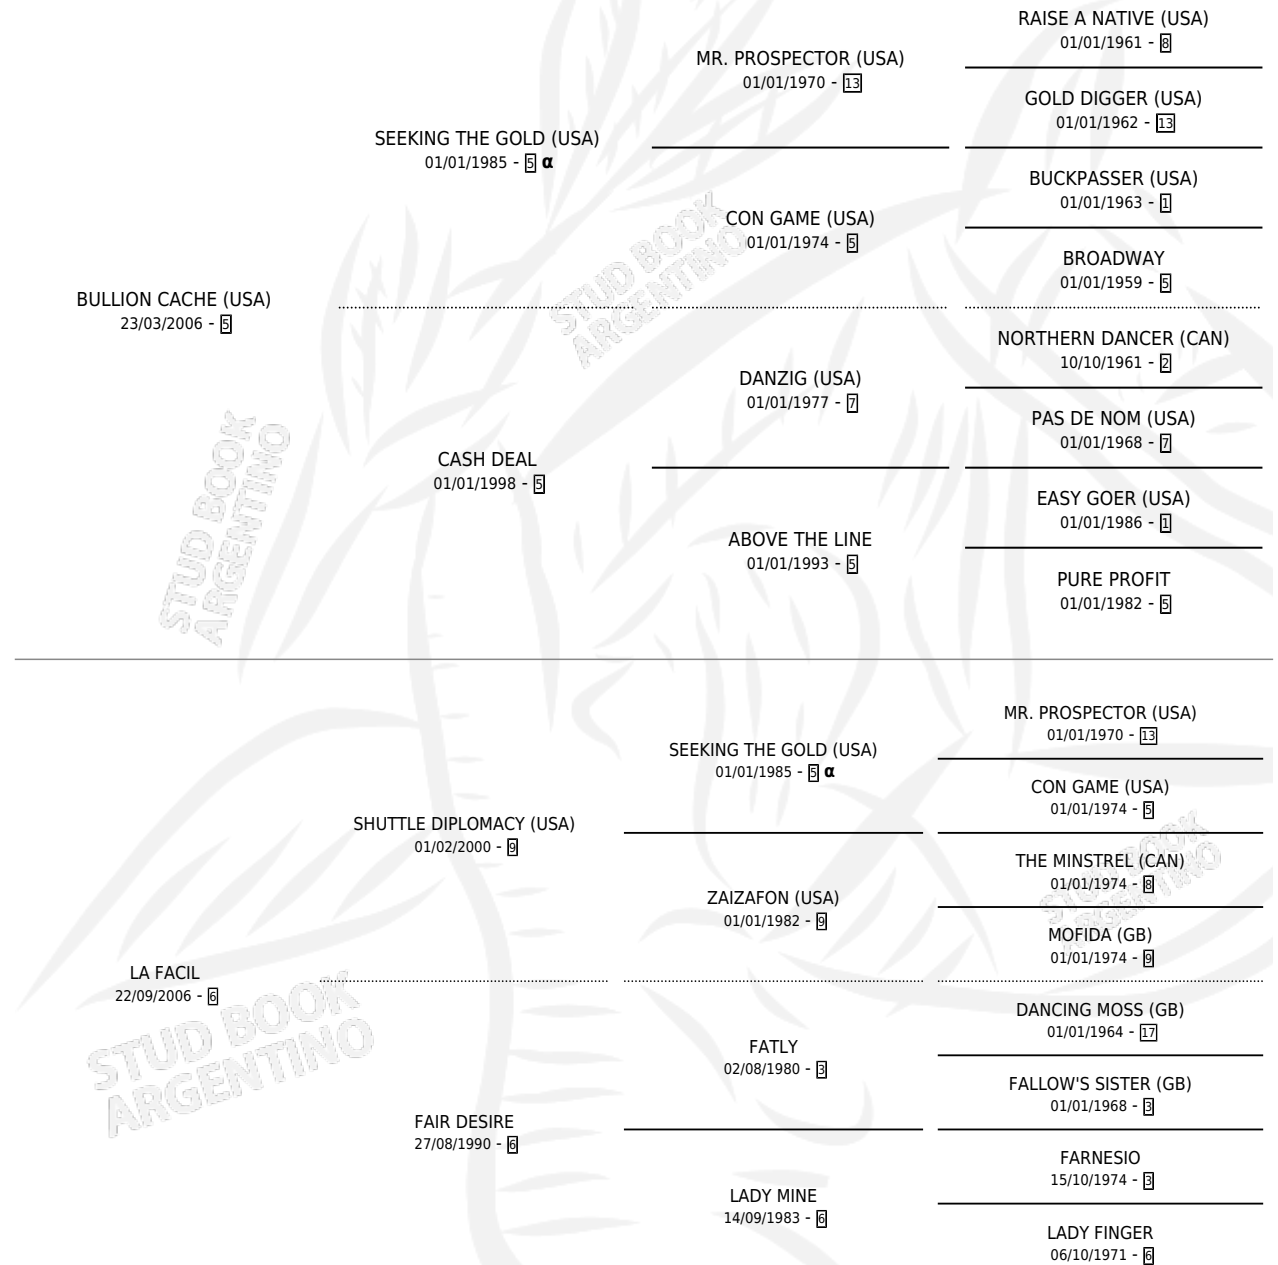 RAISE A NATIVE (USA)
01/01/1961 - 8
MR. PROSPECTOR (USA)
01/01/1970 - 13
GOLD DIGGER (USA)
01/01/1962 - 13
SEEKING THE GOLD (USA)
01/01/1985 - 5 α
BUCKPASSER (USA)
01/01/1963 - 1
CON GAME (USA)
01/01/1974 - 5
BROADWAY
01/01/1959 - 5
BULLION CACHE (USA)
23/03/2006 - 5
NORTHERN DANCER (CAN)
10/10/1961 - 2
DANZIG (USA)
01/01/1977 - 7
PAS DE NOM (USA)
01/01/1968 - 7
CASH DEAL
01/01/1998 - 5
EASY GOER (USA)
01/01/1986 - 1
ABOVE THE LINE
01/01/1993 - 5
PURE PROFIT
01/01/1982 - 5
STUD BOOK
ARGENTINO
STUD BOOK
ARGENTINO
MR. PROSPECTOR (USA)
01/01/1970 - 13
SEEKING THE GOLD (USA)
01/01/1985 - 5 α
CON GAME (USA)
01/01/1974 - 5
SHUTTLE DIPLOMACY (USA)
01/02/2000 - 9
THE MINSTREL (CAN)
01/01/1974 - 8
ZAIZAFON (USA)
01/01/1982 - 9
MOFIDA (GB)
01/01/1974 - 9
LA FACIL
22/09/2006 - 6
DANCING MOSS (GB)
01/01/1964 - 17
FATLY
02/08/1980 - 3
FALLOW'S SISTER (GB)
01/01/1968 - 3
FAIR DESIRE
27/08/1990 - 6
FARNESIO
15/10/1974 - 3
LADY MINE
14/09/1983 - 6
LADY FINGER
06/10/1971 - 6
STUD BOOK
ARGENTINO
STUD BOOK
ARGENTINO